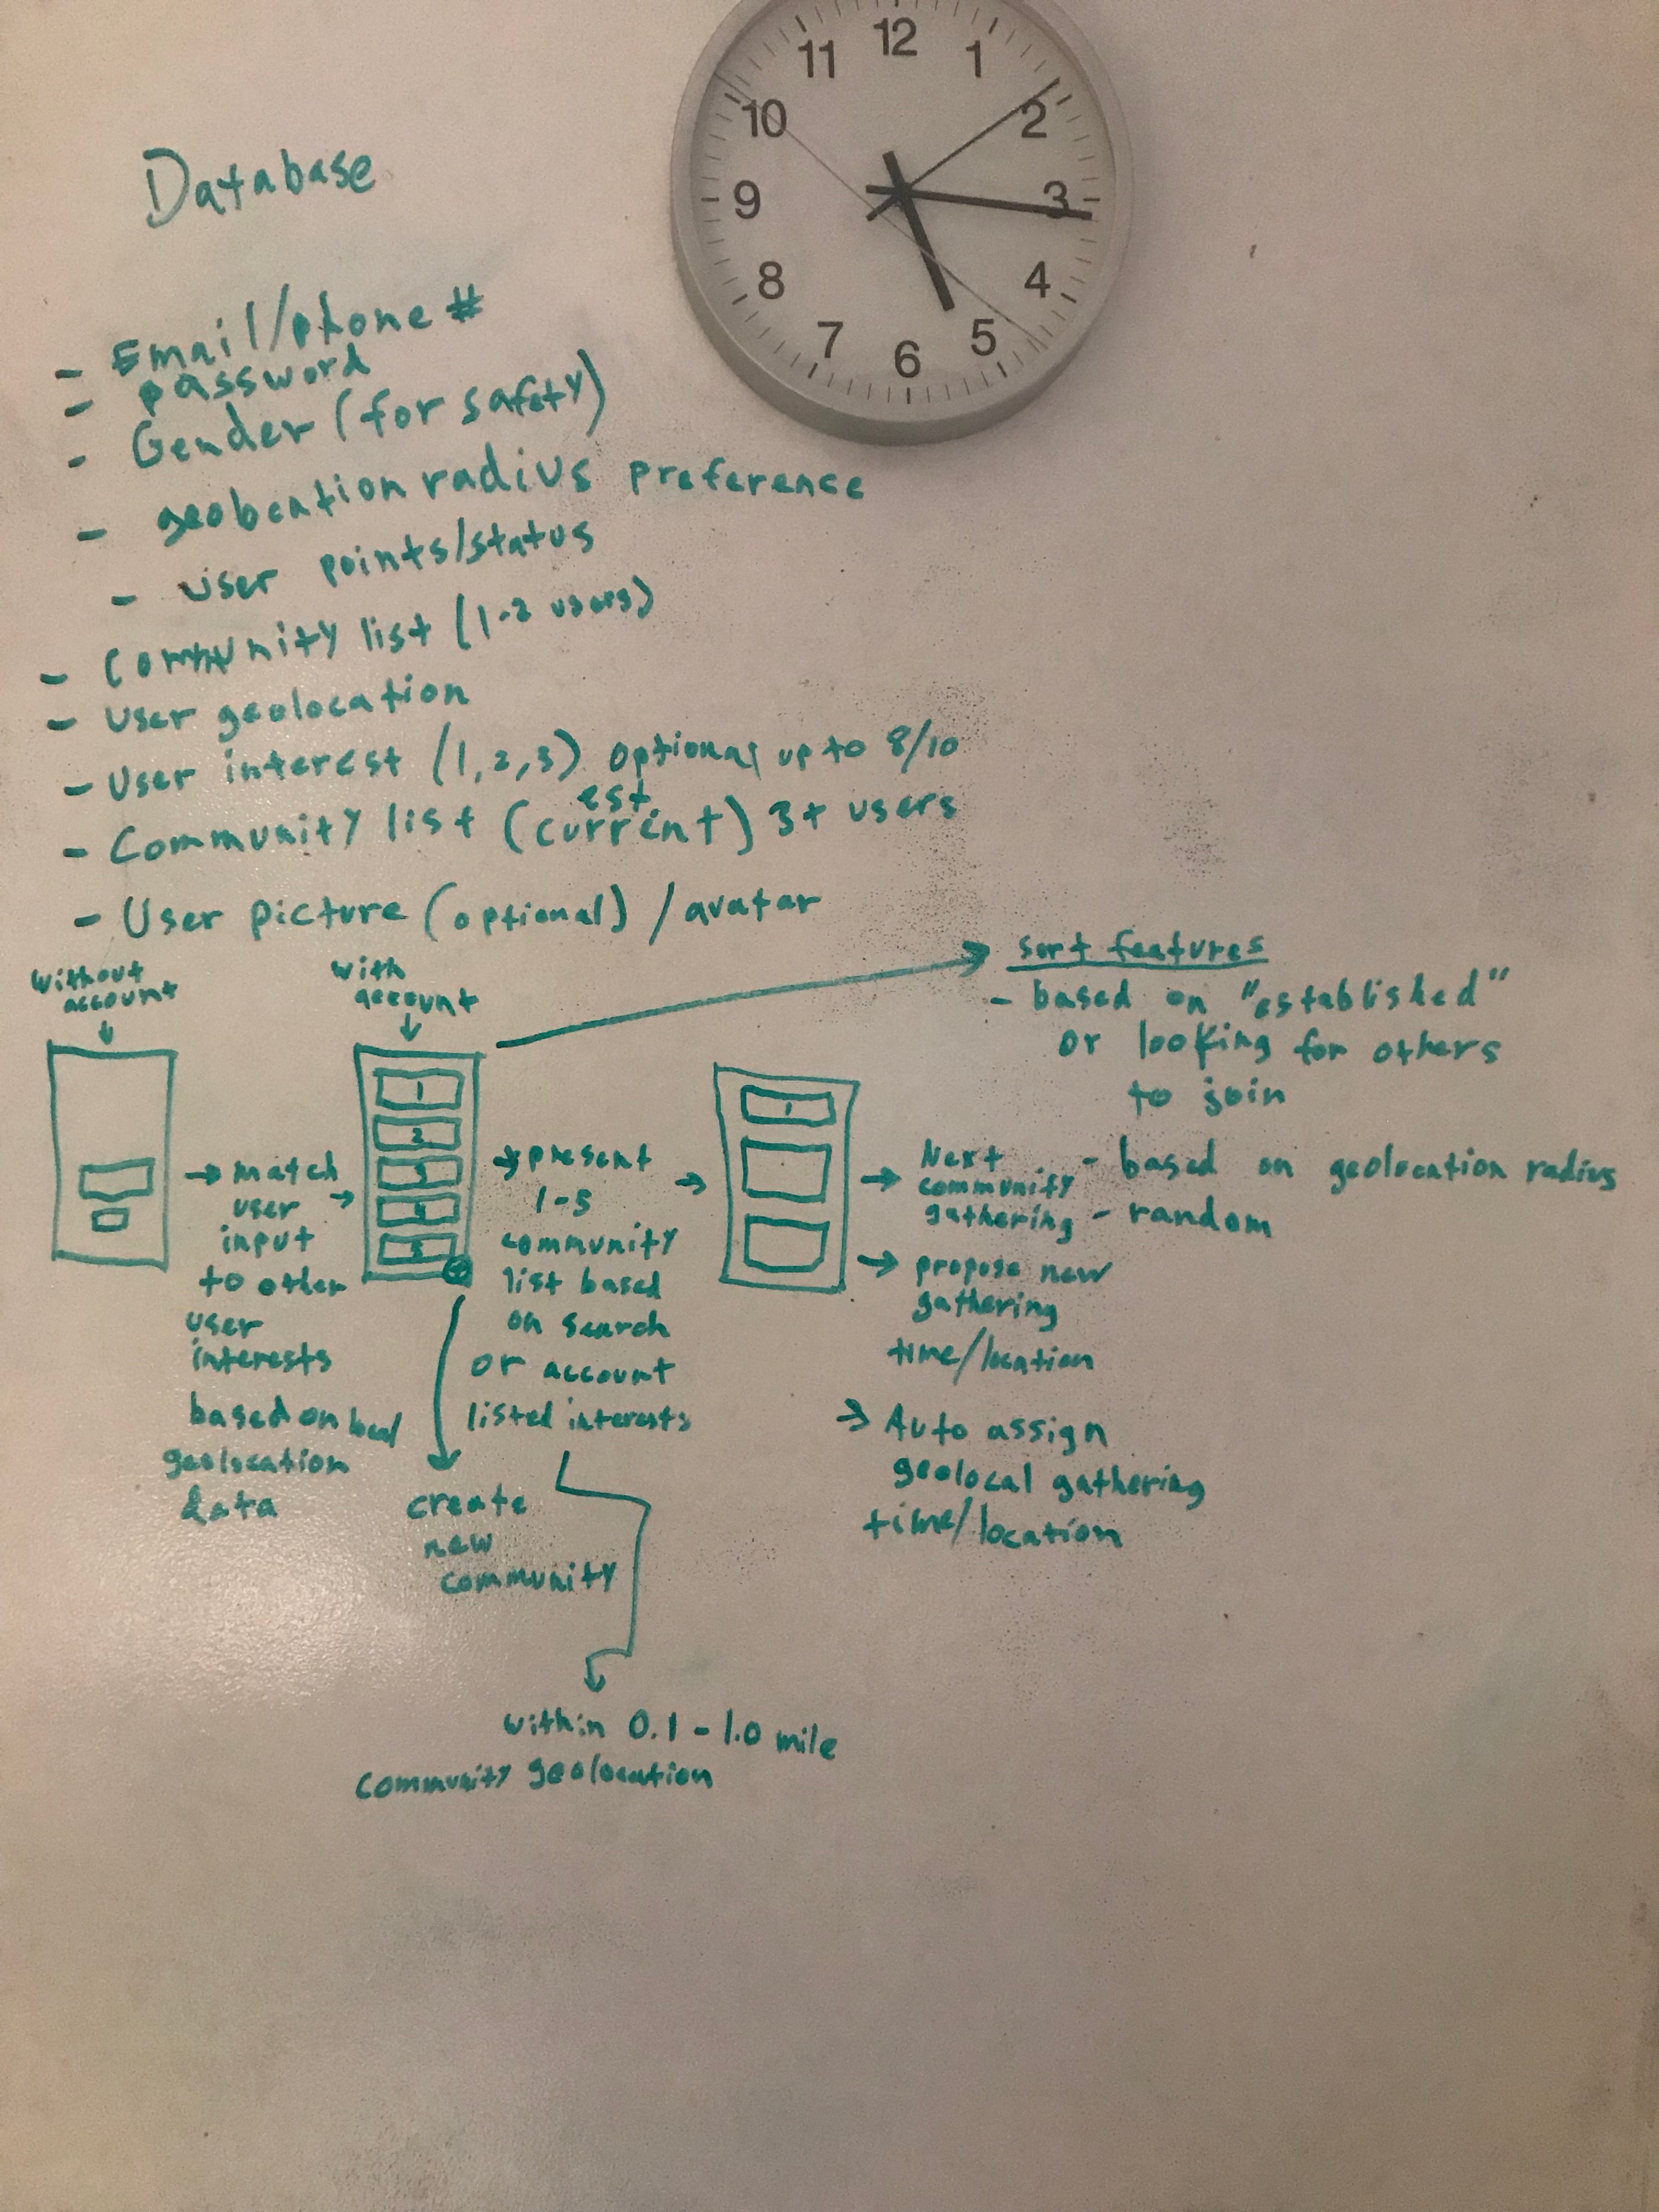 12
11
1
10
2
9
3
8
4
7
5
6
Database
- Email/phone #
- password
- Gender (for safety)
- geolocation radius preference
- user points/status
- Community list (1-2 users)
- User geolocation
- User interest (1,2,3) optional up to 8/10
est.
- Community list (current) 3+ users
- User picture (optional) / avatar
without
account
with
account
1
2
3
4
5
→ match
user
input
to other
user
interests
based on local
geolocation
data
create
new
community
→ present
1-5
community
list based
on search
or account
listed interests
within 0.1 - 1.0 mile
community geolocation
1
→ Next
community
gathering
→ propose new
gathering
time/location
→ Auto assign
geolocal gathering
time/location
sort features
- based on "established"
or looking for others
to join
- based on geolocation radius
- random